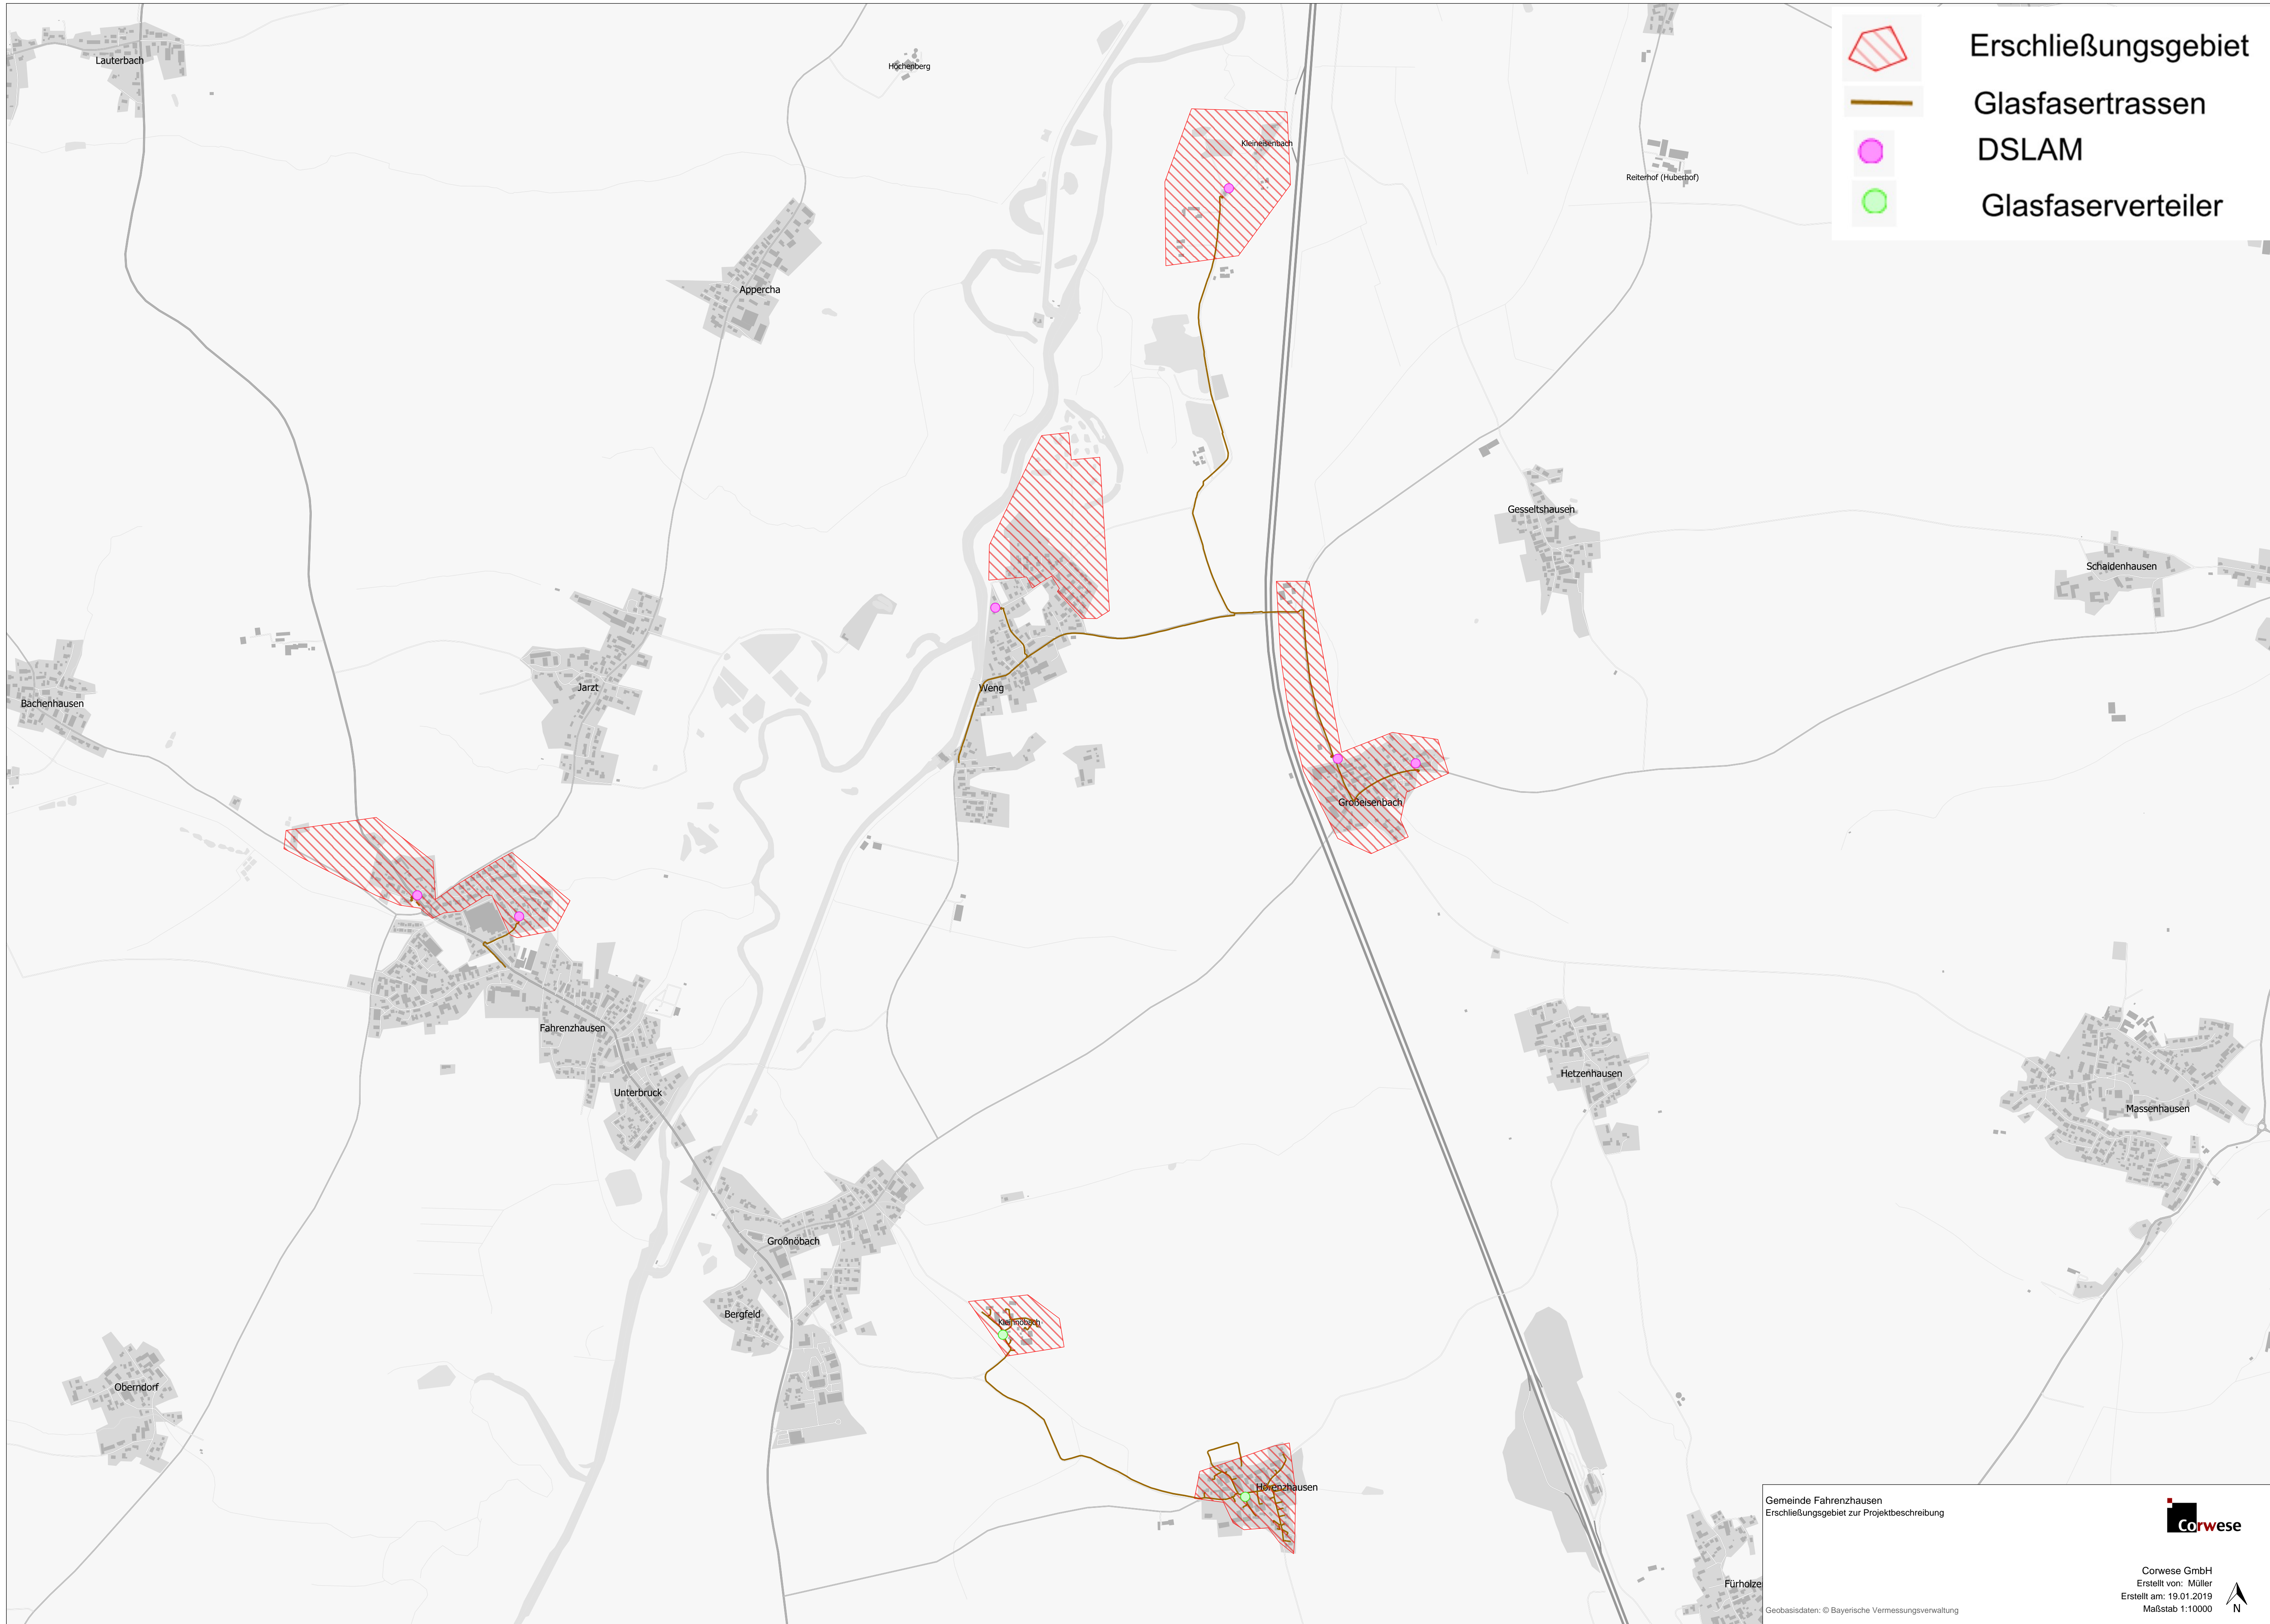 Erschließungsgebiet
Glasfasertrassen
DSLAM
Glasfaserverteiler
Lauterbach
Höchenberg
Kleineisenbach
Reiterhof (Huberhof)
Appercha
Gesseltshausen
Schaidenhausen
Jarzt
Weng
Bachenhausen
Großeisenbach
Fahrenzhausen
Hetzenhausen
Unterbruck
Massenhausen
Großnöbach
Bergfeld
Kleinnöbach
Oberndorf
Hörenzhausen
Fürholze
Gemeinde Fahrenzhausen
Erschließungsgebiet zur Projektbeschreibung
Corwese
Corwese GmbH
Erstellt von: Müller
Erstellt am: 19.01.2019
Maßstab 1:10000
N
Geobasisdaten: © Bayerische Vermessungsverwaltung